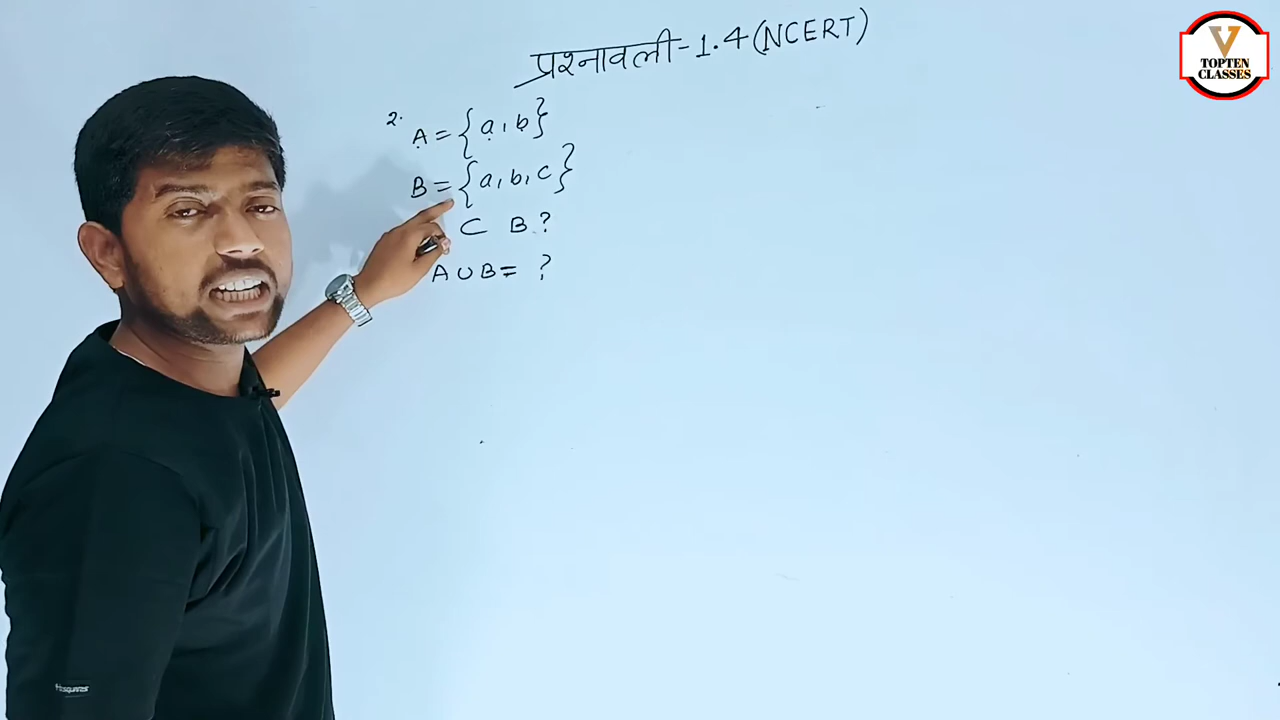 प्रश्नावली-1.4 (NCERT)
V
TOPTEN
CLASSES
2. A = {a, b}
B = {a, b, c}
⊂ B ?
A ∪ B = ?